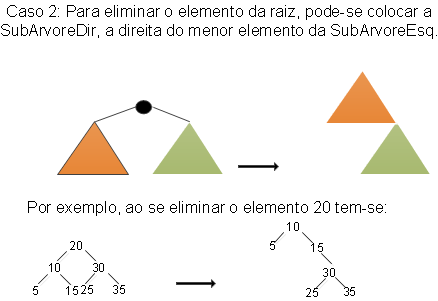 Caso 2: Para eliminar o elemento da raiz, pode-se colocar a
SubArvoreDir, a direita do menor elemento da SubArvoreEsq.
Por exemplo, ao se eliminar o elemento 20 tem-se:
20
10 30
5 15 25 35
10
5 15
30
25 35